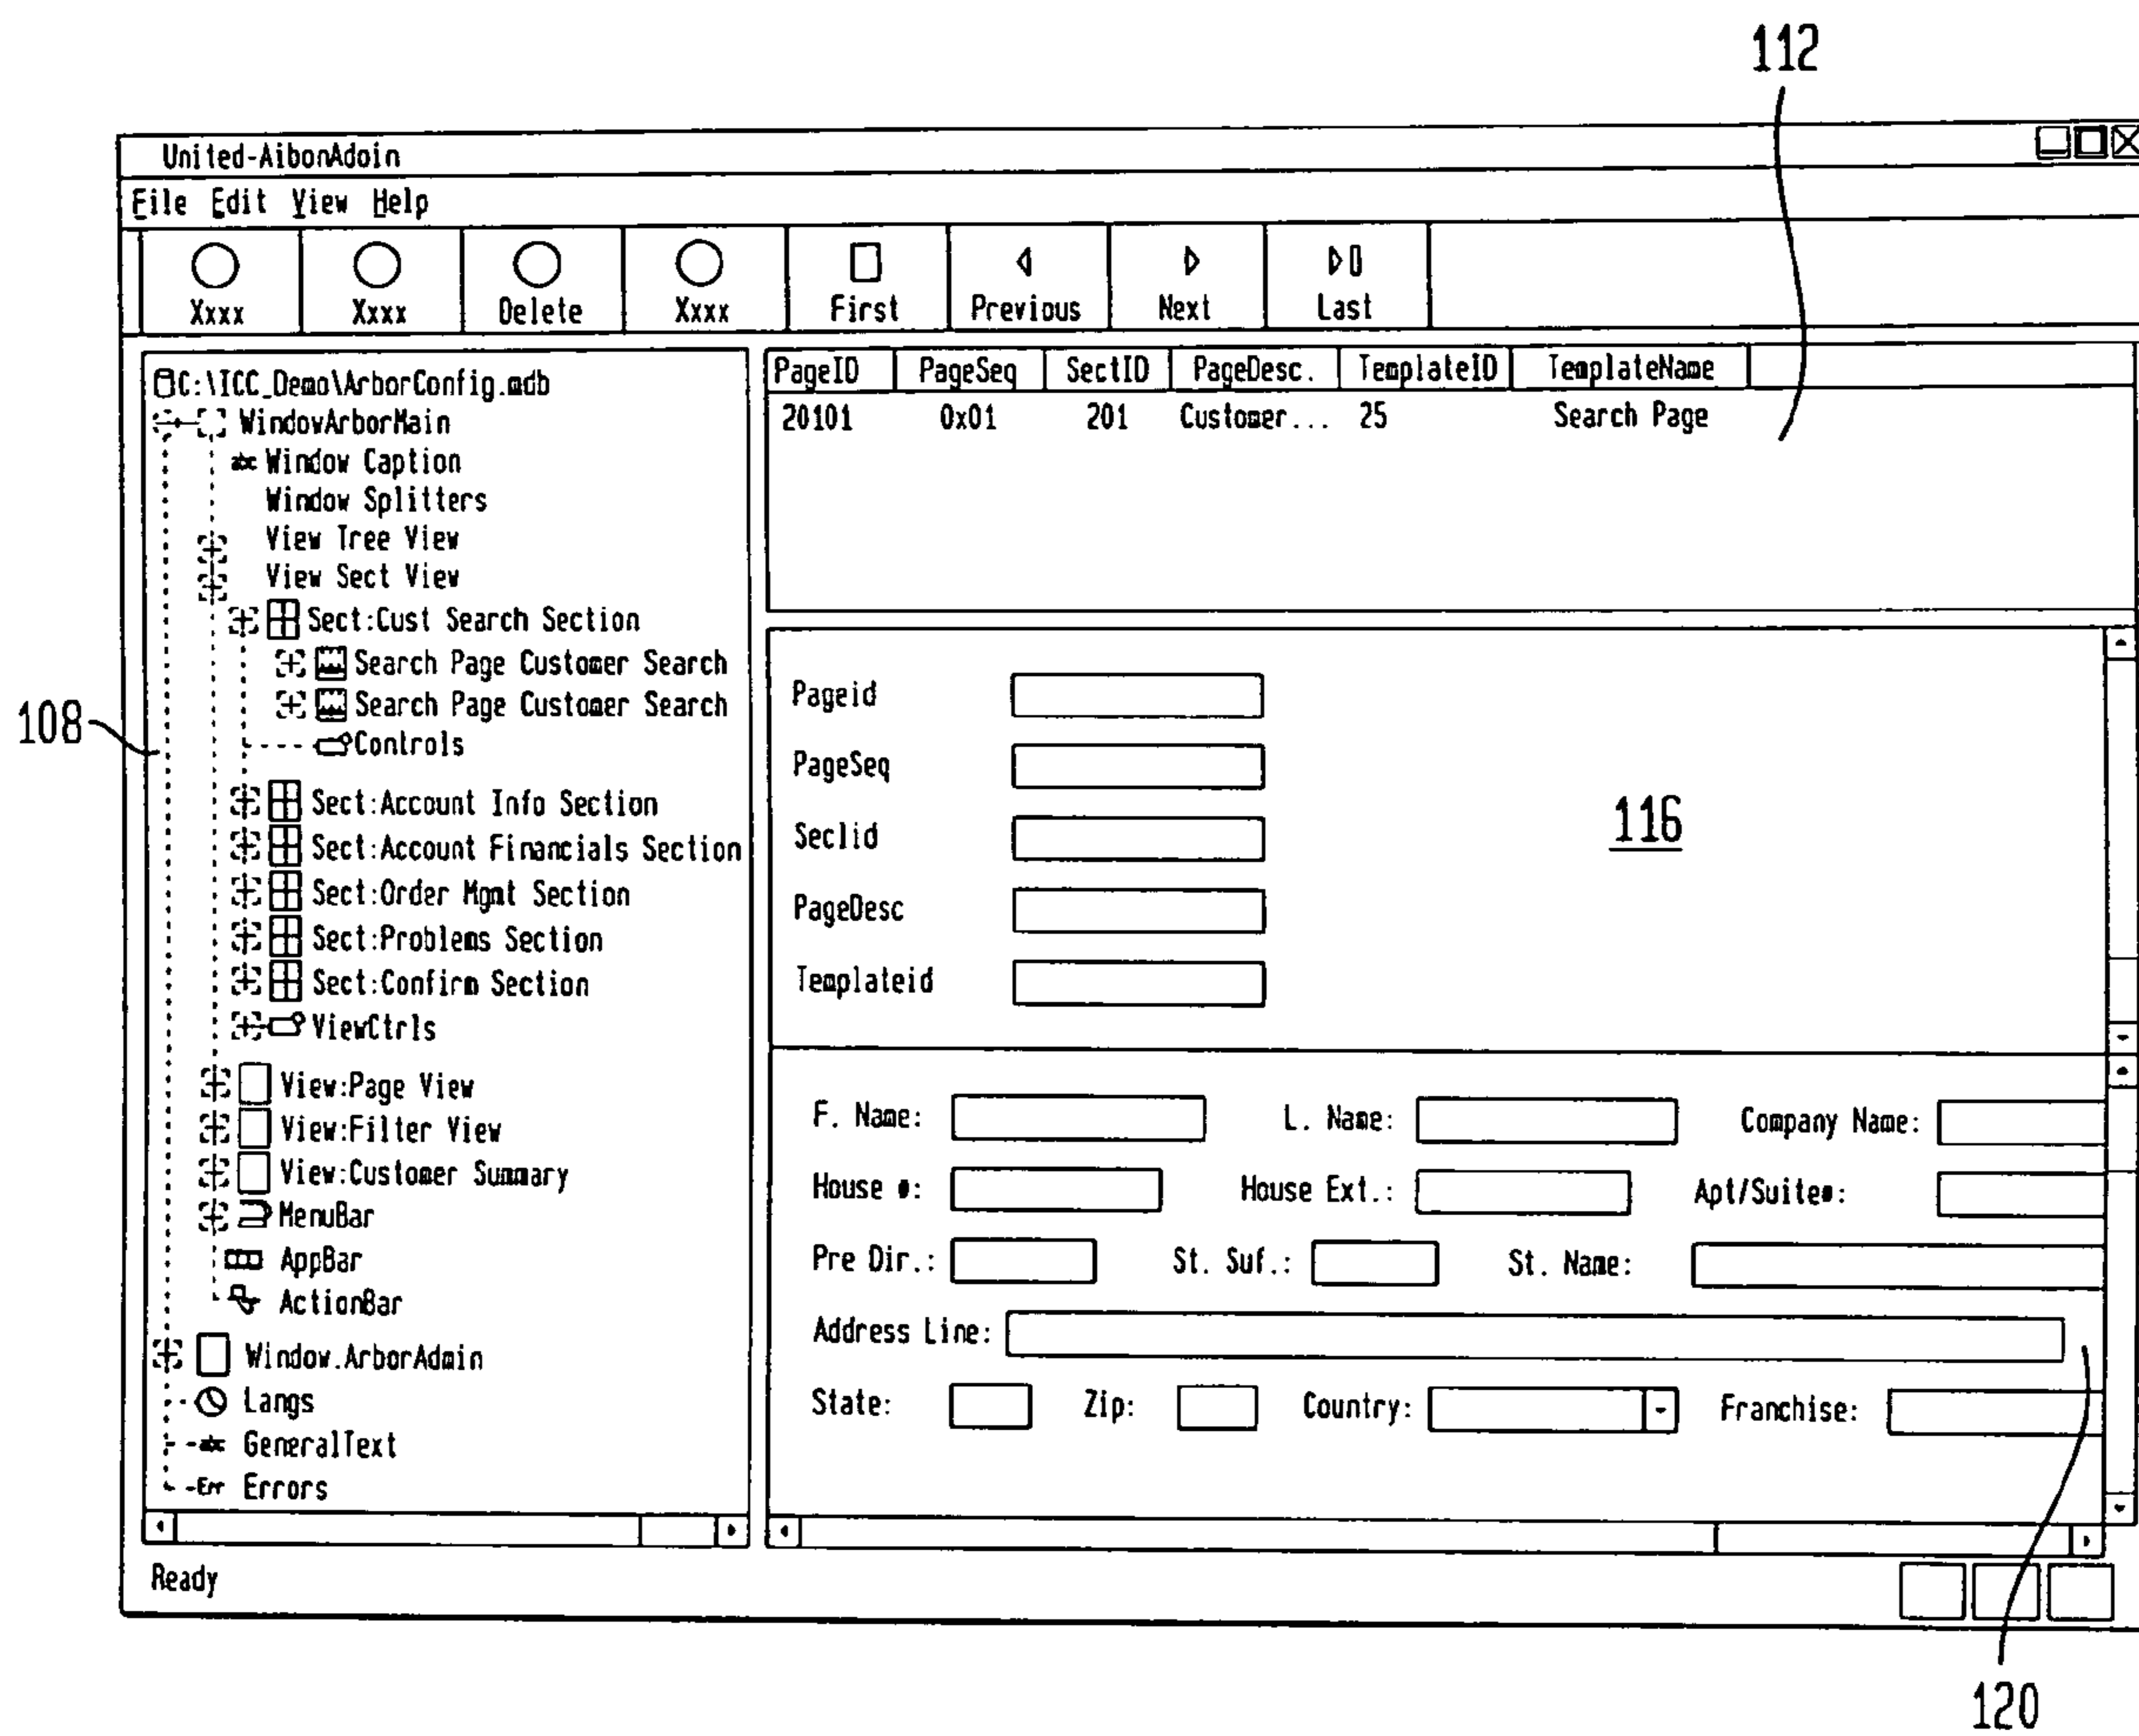 112
United-AibonAdoin
File Edit View Help
Xxxx Xxxx Delete Xxxx First Previous Next Last
C:\ICC_Demo\ArborConfig.mdb
WindowArborMain
abc Window Caption
Window Splitters
View Tree View
View Sect View
Sect:Cust Search Section
Search Page Customer Search
Search Page Customer Search
Controls
Sect:Account Info Section
Sect:Account Financials Section
Sect:Order Mgmt Section
Sect:Problems Section
Sect:Confirm Section
ViewCtrls
View:Page View
View:Filter View
View:Customer Summary
MenuBar
AppBar
ActionBar
Window.ArborAdmin
Langs
abc GeneralText
Err Errors
108
PageID PageSeq SectID PageDesc. TemplateID TemplateName
20101 0x01 201 Customer... 25 Search Page
Pageid
PageSeq
Seclid
PageDesc
Templateid
116
F. Name: L. Name: Company Name:
House #: House Ext.: Apt/Suite#:
Pre Dir.: St. Suf.: St. Name:
Address Line:
State: Zip: Country: Franchise:
Ready
120